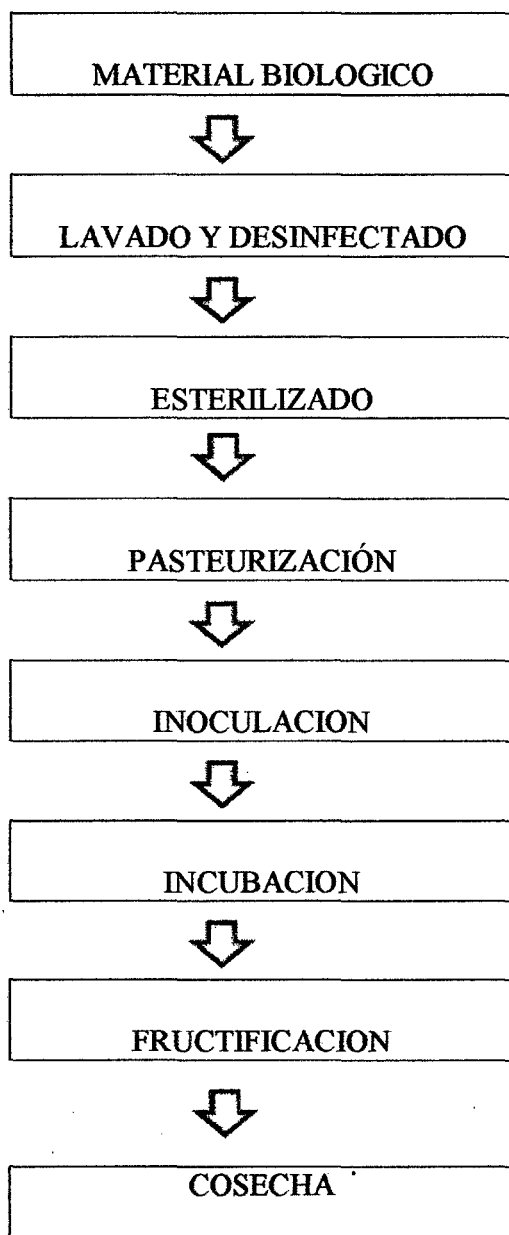 MATERIAL BIOLOGICO
LAVADO Y DESINFECTADO
ESTERILIZADO
PASTEURIZACIÓN
INOCULACION
INCUBACION
FRUCTIFICACION
COSECHA